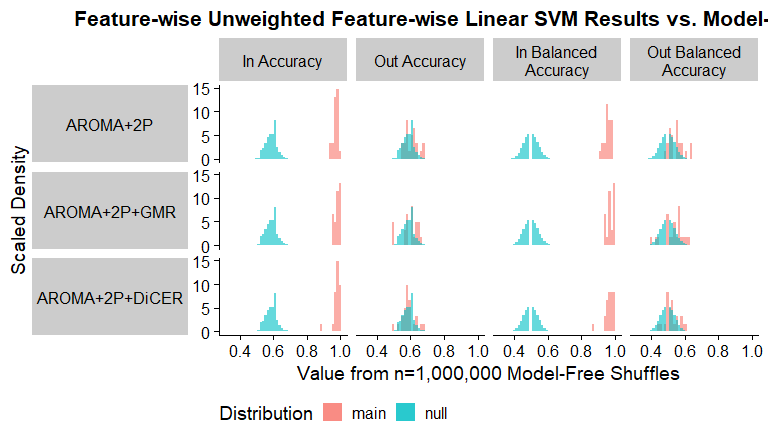 Feature-wise Unweighted Feature-wise Linear SVM Results vs. Model-
In Accuracy
Out Accuracy
In Balanced
Accuracy
Out Balanced
Accuracy
Scaled Density
AROMA+2P
15
10
5
0
AROMA+2P+GMR
15
10
5
0
AROMA+2P+DiCER
15
10
5
0
0.4 0.6 0.8 1.0 0.4 0.6 0.8 1.0 0.4 0.6 0.8 1.0 0.4 0.6 0.8 1.0
Value from n=1,000,000 Model-Free Shuffles
Distribution main null